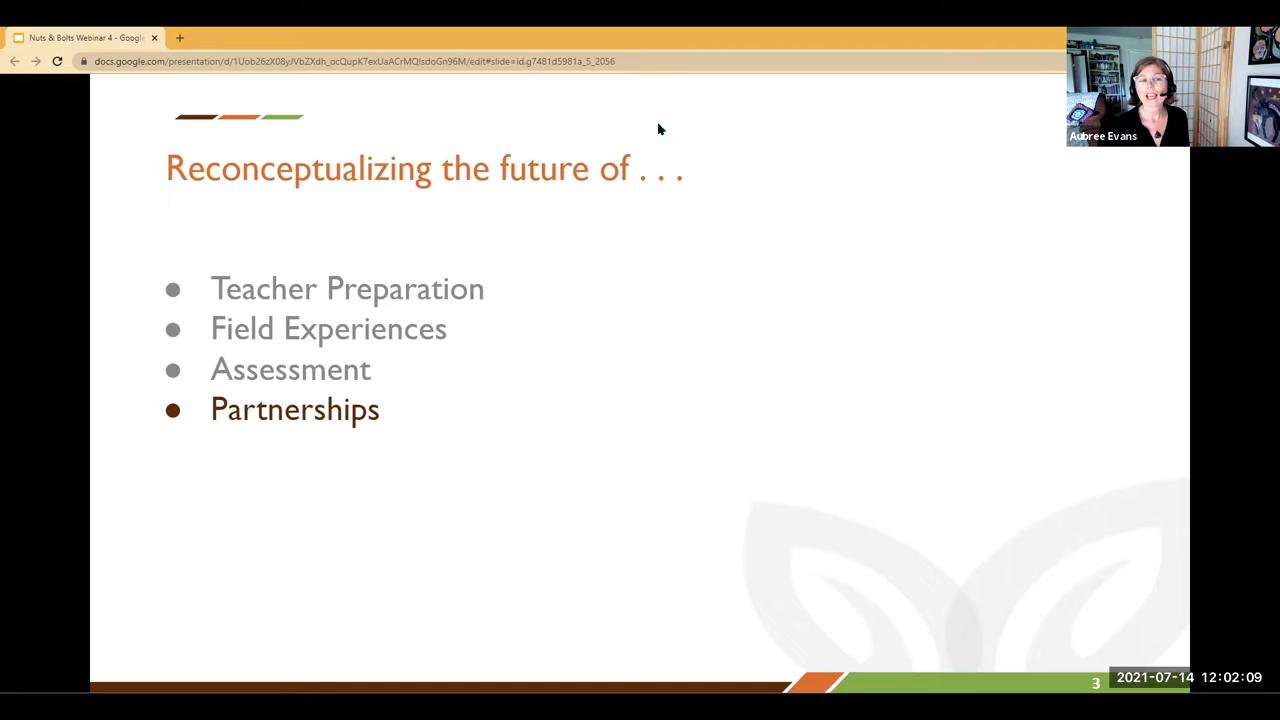 Nuts & Bolts Webinar 4 - Google
docs.google.com/presentation/d/1Uob26zX08yJVbZXdh_ocQupK7exUaACrMQlsdoGn96M/edit#slide=id.g7481d5981a_5_2056
Aubree Evans
Reconceptualizing the future of . . .
● Teacher Preparation
● Field Experiences
● Assessment
● Partnerships
3
2021-07-14 12:02:09